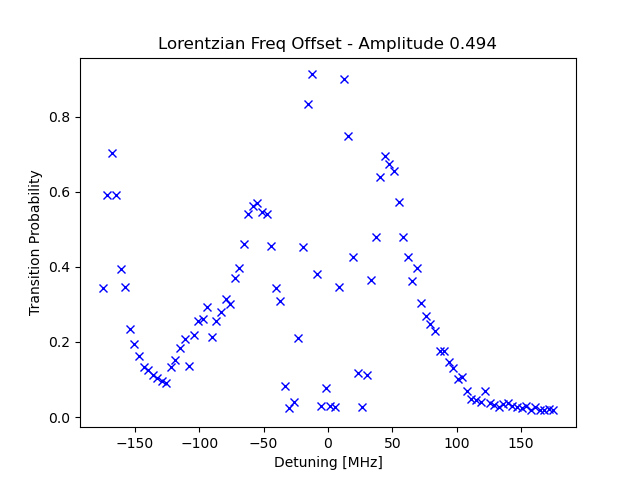 Lorentzian Freq Offset - Amplitude 0.494
Transition Probability
0.8
0.6
0.4
0.2
0.0
−150 −100 −50 0 50 100 150
Detuning [MHz]